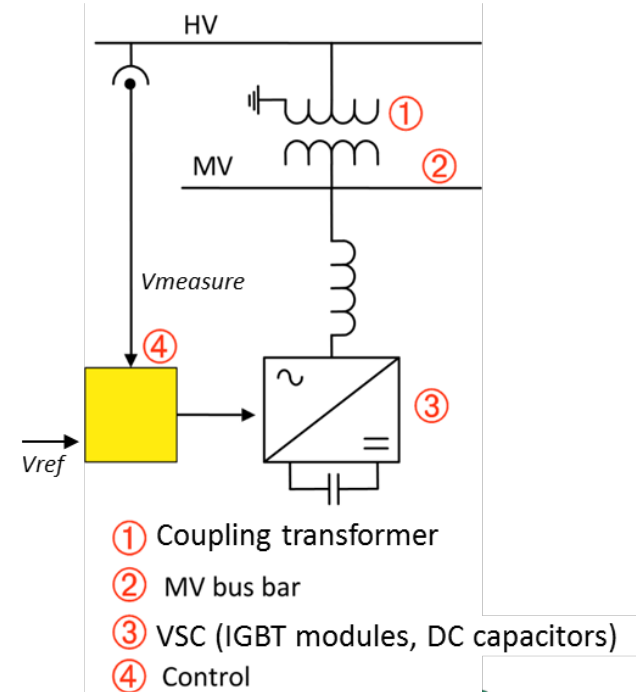 HV
①
MV
②
Vmeasure
④
③
Vref
① Coupling transformer
② MV bus bar
③ VSC (IGBT modules, DC capacitors)
④ Control